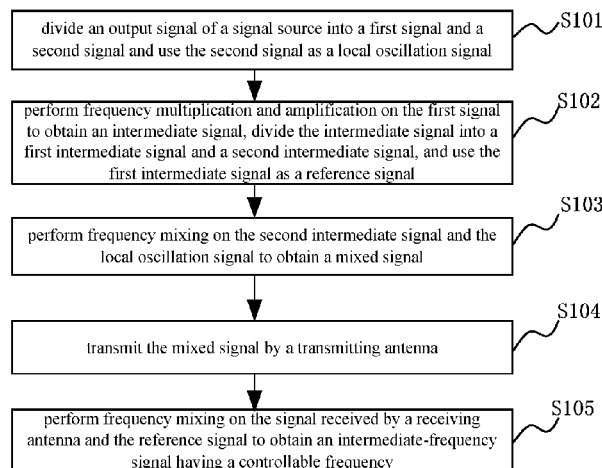 divide an output signal of a signal source into a first signal and a
second signal and use the second signal as a local oscillation signal
S101
perform frequency multiplication and amplification on the first signal
to obtain an intermediate signal, divide the intermediate signal into a
first intermediate signal and a second intermediate signal, and use the
first intermediate signal as a reference signal
S102
perform frequency mixing on the second intermediate signal and the
local oscillation signal to obtain a mixed signal
S103
transmit the mixed signal by a transmitting antenna
S104
perform frequency mixing on the signal received by a receiving
antenna and the reference signal to obtain an intermediate-frequency
signal having a controllable frequency
S105